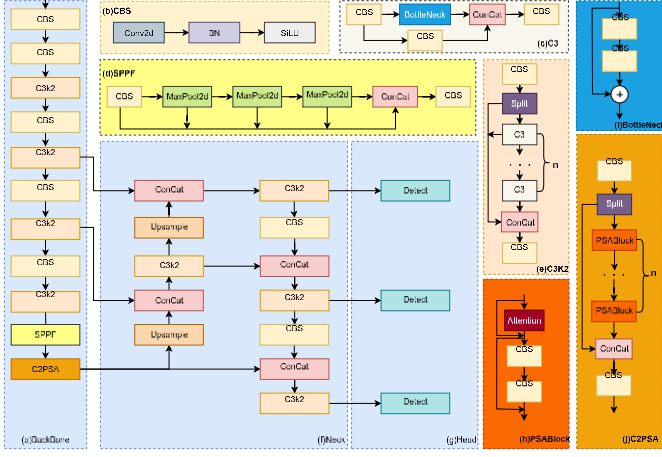 CBS
CBS
C3k2
CBS
C3k2
CBS
C3k2
CBS
C3k2
SPPF
C2PSA
(a)BackBone
(b)CBS
Conv2d
BN
SiLU
CBS
BottleNeck
ConCat
CBS
CBS
(c)C3
(d)SPPF
CBS
MaxPool2d
MaxPool2d
MaxPool2d
ConCat
CBS
ConCat
Upsample
C3k2
ConCat
Upsample
C3k2
CBS
ConCat
C3k2
CBS
ConCat
C3k2
(f)Neck
Detect
Detect
Detect
(g)Head
CBS
Split
C3
. . .
C3
n
ConCat
CBS
(e)C3K2
Attention
CBS
CBS
(h)PSABlock
CBS
CBS
+
(i)BottleNeck
CBS
Split
PSABlock
. . .
PSABlock
n
ConCat
CBS
(j)C2PSA